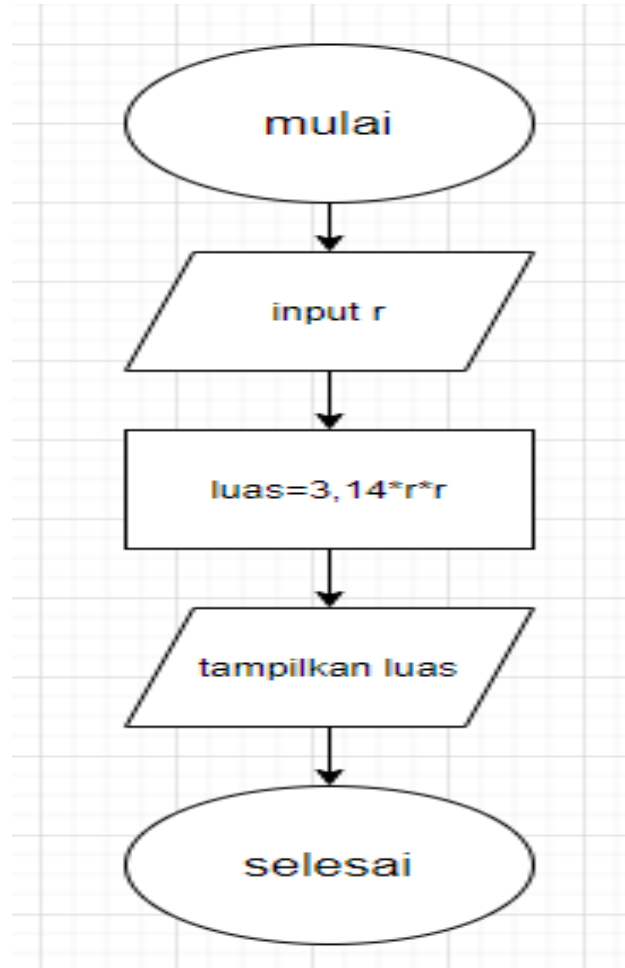 mulai
input r
luas=3,14*r*r
tampilkan luas
selesai